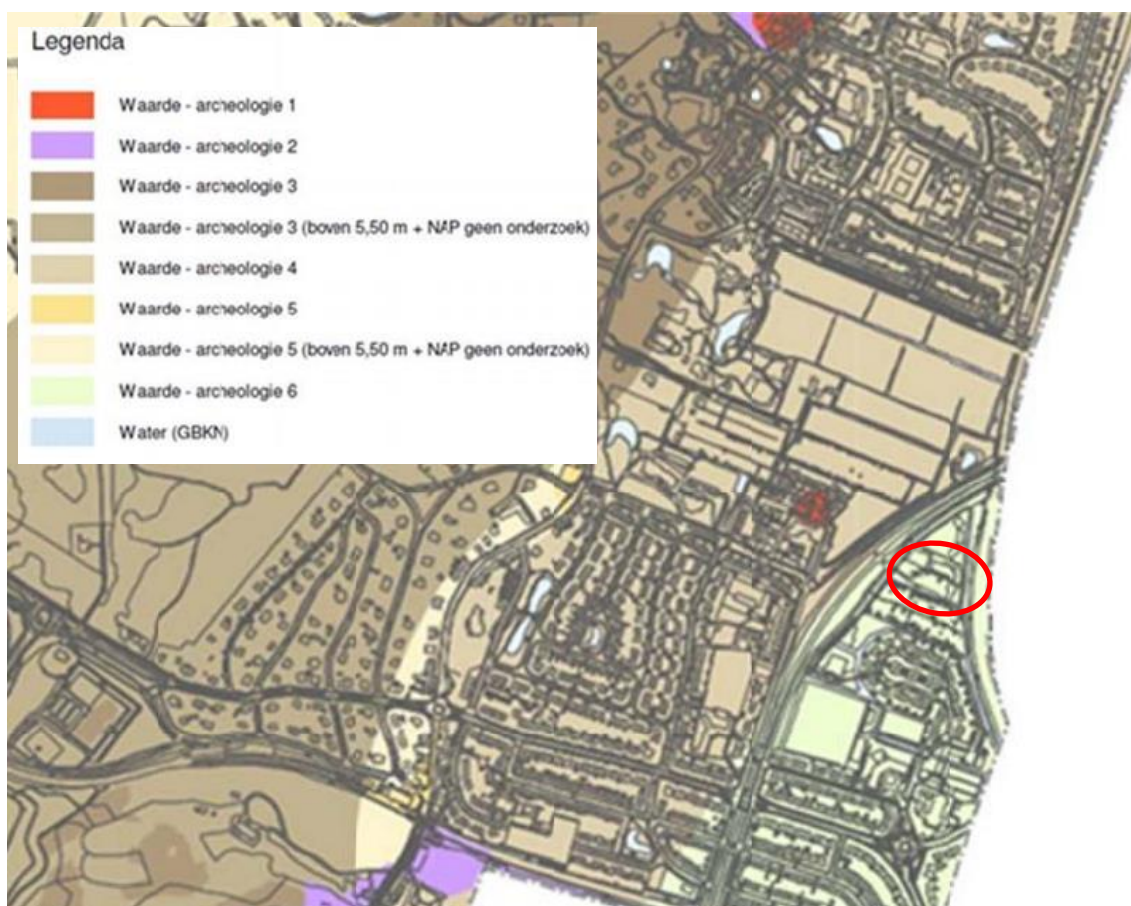 Legenda
Waarde - archeologie 1
Waarde - archeologie 2
Waarde - archeologie 3
Waarde - archeologie 3 (boven 5,50 m + NAP geen onderzoek)
Waarde - archeologie 4
Waarde - archeologie 5
Waarde - archeologie 5 (boven 5,50 m + NAP geen onderzoek)
Waarde - archeologie 6
Water (GBKN)